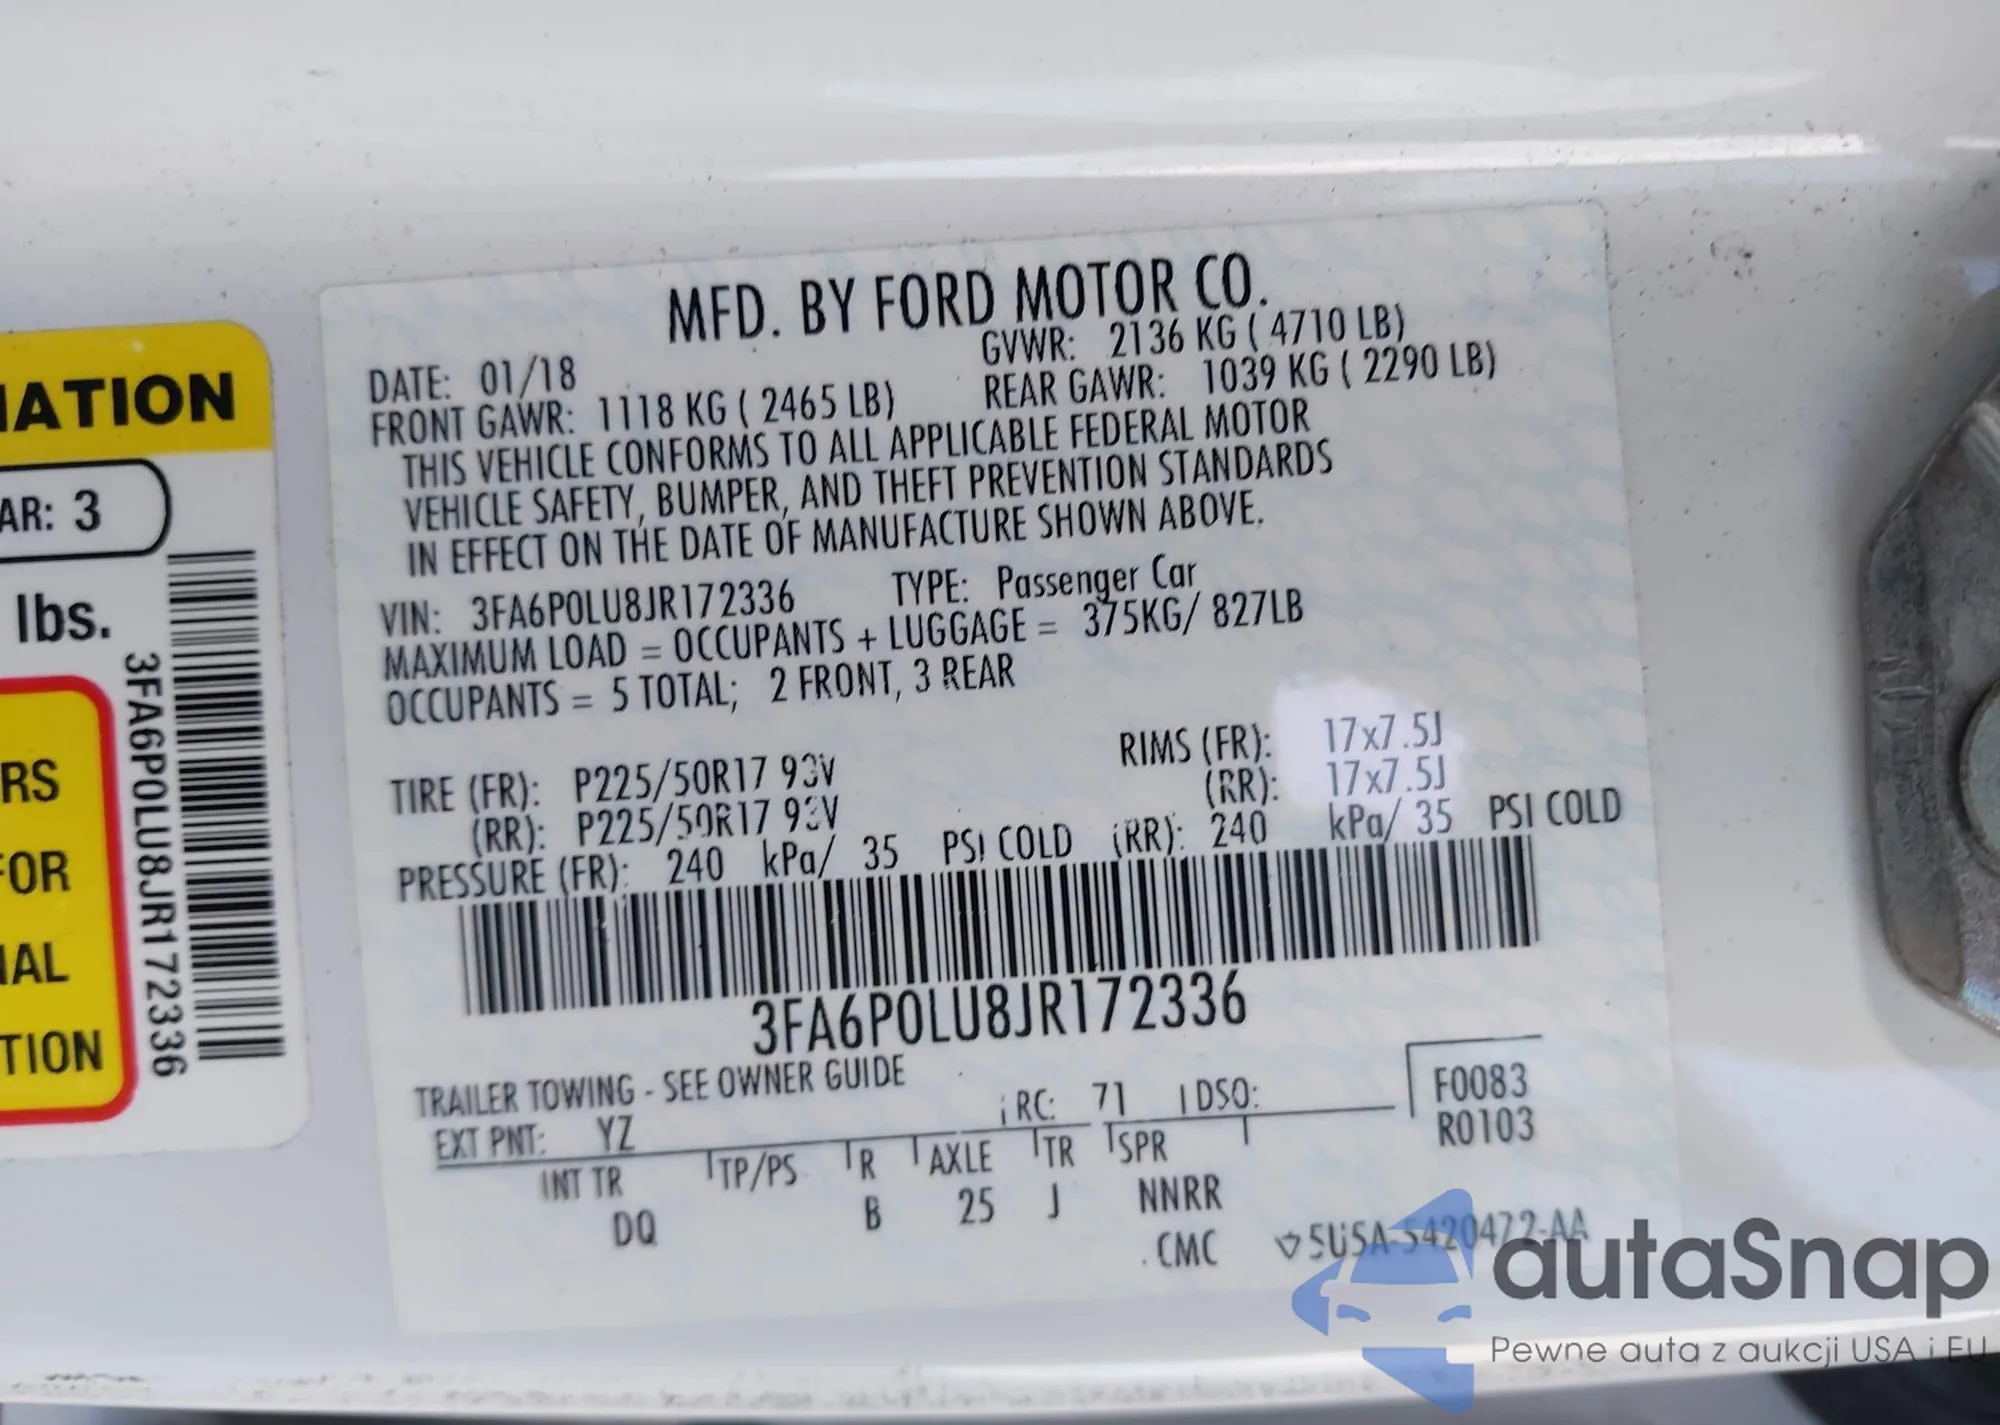 MFD. BY FORD MOTOR CO.
DATE: 01/18 GVWR: 2136 KG ( 4710 LB)
FRONT GAWR: 1118 KG ( 2465 LB) REAR GAWR: 1039 KG ( 2290 LB)
THIS VEHICLE CONFORMS TO ALL APPLICABLE FEDERAL MOTOR
VEHICLE SAFETY, BUMPER, AND THEFT PREVENTION STANDARDS
IN EFFECT ON THE DATE OF MANUFACTURE SHOWN ABOVE.
VIN: 3FA6P0LU8JR172336 TYPE: Passenger Car
MAXIMUM LOAD = OCCUPANTS + LUGGAGE = 375KG/ 827LB
OCCUPANTS = 5 TOTAL; 2 FRONT, 3 REAR
TIRE (FR): P225/50R17 93V RIMS (FR): 17x7.5J
(RR): P225/50R17 93V (RR): 17x7.5J
PRESSURE (FR): 240 kPa/ 35 PSI COLD (RR): 240 kPa/ 35 PSI COLD
3FA6P0LU8JR172336
TRAILER TOWING - SEE OWNER GUIDE
EXT PNT: YZ RC: 71 DSO: F0083
R0103
INT TR TP/PS R AXLE TR SPR
DQ B 25 J NNRR
CMC 5U5A-5420472-AA
IATION
AR: 3
lbs.
RS
FOR
IAL
TION
3FA6P0LU8JR172336
autaSnap
Pewne auta z aukcji USA i EU